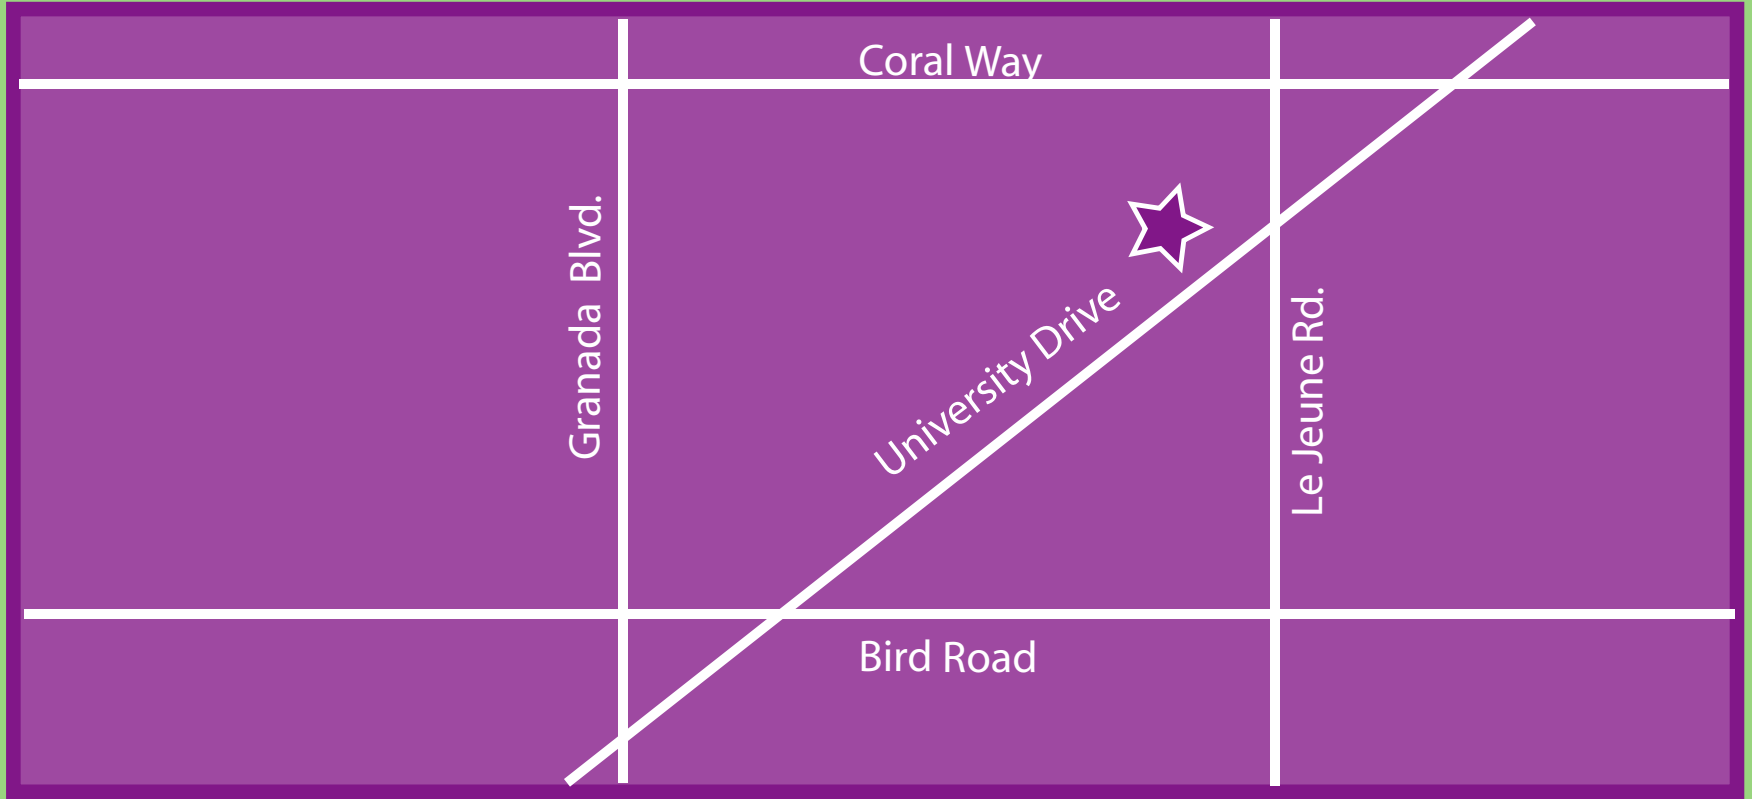 Coral Way
Granada Blvd.
University Drive
Le Jeune Rd.
Bird Road